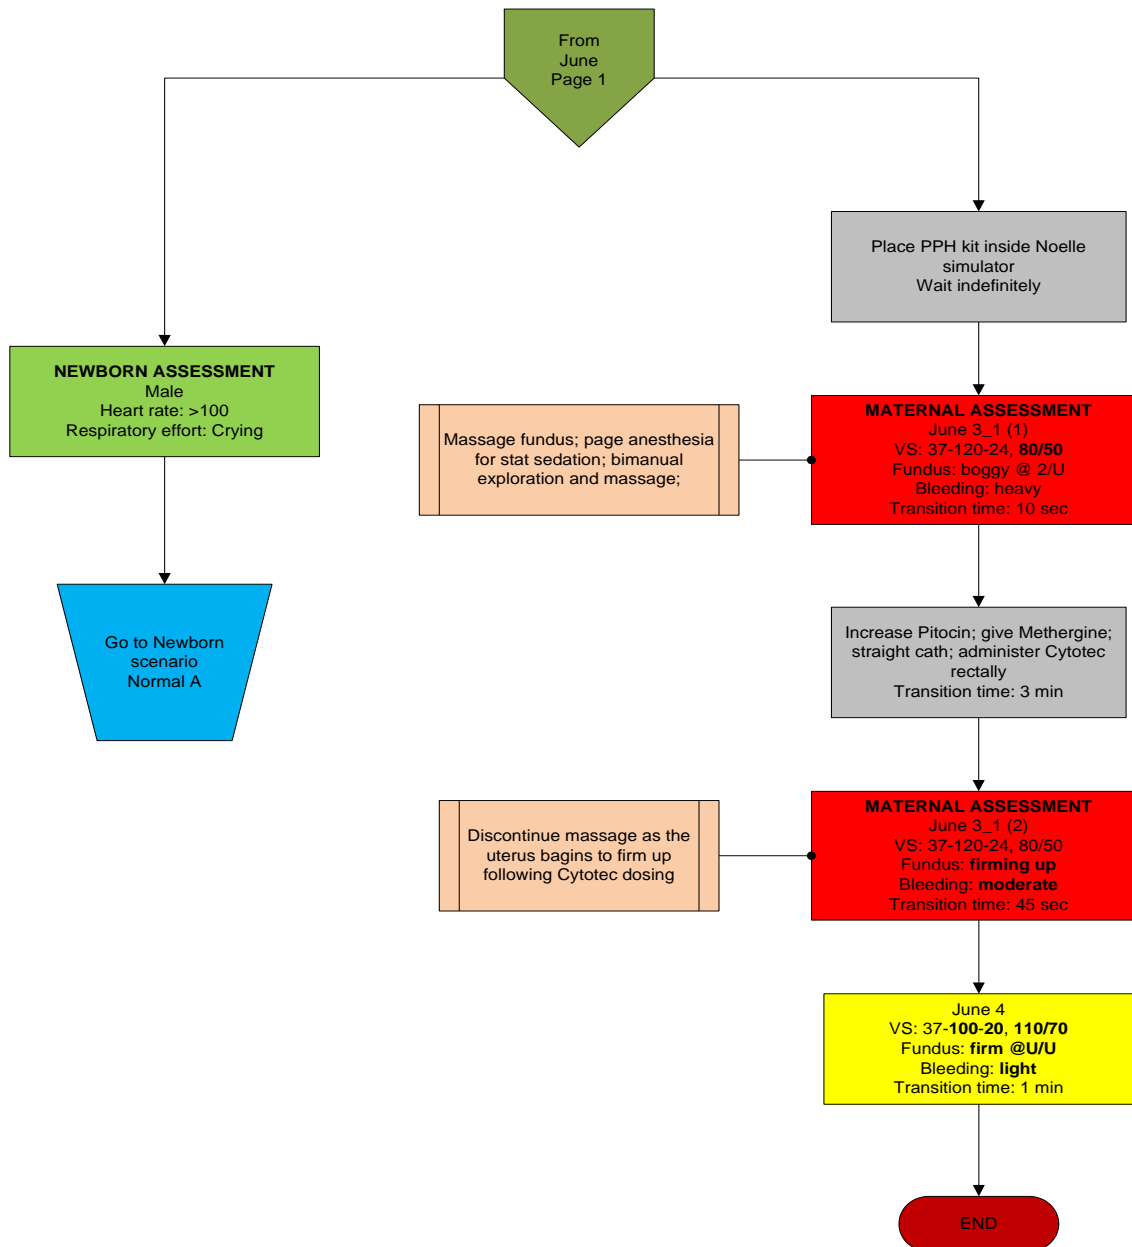 From
June
Page 1
Place PPH kit inside Noelle
simulator
Wait indefinitely
NEWBORN ASSESSMENT
Male
Heart rate: >100
Respiratory effort: Crying
Massage fundus; page anesthesia
for stat sedation; bimanual
exploration and massage;
MATERNAL ASSESSMENT
June 3_1 (1)
VS: 37-120-24, 80/50
Fundus: boggy @ 2/U
Bleeding: heavy
Transition time: 10 sec
Go to Newborn
scenario
Normal A
Increase Pitocin; give Methergine;
straight cath; administer Cytotec
rectally
Transition time: 3 min
Discontinue massage as the
uterus bagins to firm up
following Cytotec dosing
MATERNAL ASSESSMENT
June 3_1 (2)
VS: 37-120-24, 80/50
Fundus: firming up
Bleeding: moderate
Transition time: 45 sec
June 4
VS: 37-100-20, 110/70
Fundus: firm @U/U
Bleeding: light
Transition time: 1 min
END